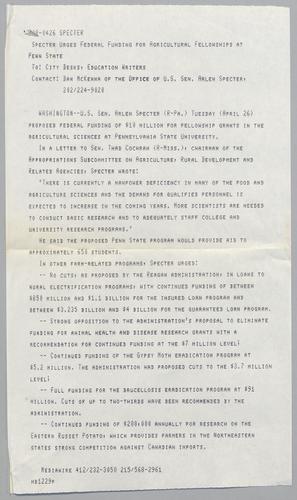 0426 SPECTER
Specter Urges Federal Funding for Agricultural Fellowships at
Penn State
To: City Desks; Education Writers
Contact: Dan McKenna of the Office of U.S. Sen. Arlen Specter,
202/224-9020
WASHINGTON--U.S. Sen. Arlen Specter (R-Pa.) Tuesday (April 26)
proposed federal funding of $10 million for fellowship grants in the
agricultural sciences at Pennsylvania State University.
In a letter to Sen. Thad Cochran (R-Miss.), chairman of the
Appropriations Subcommittee on Agriculture, Rural Development and
Related Agencies, Specter wrote:
"There is currently a manpower deficiency in many of the food and
agriculture sciences and the demand for qualified personnel is
expected to increase in the coming years. More scientists are needed
to conduct basic research and to adequately staff college and
university research programs."
He said the proposed Penn State program would provide aid to
approximately 556 students.
In other farm-related programs, Specter urged:
-- No cuts, as proposed by the Reagan Administration, in loans to
rural electrification programs, with continued funding of between
$850 million and $1.1 billion for the insured loan program and
between $3.235 billion and $4 billion for the guaranteed loan program.
-- Strong opposition to the administration's proposal to eliminate
funding for animal health and disease research grants with a
recommendation for continued funding at the $7 million level;
-- Continued funding of the Gypsy Moth eradication program at
$5.2 million. The administration had proposed cuts to the $3.7 million
level;
-- Full funding for the brucellosis eradication program at $91
million. Cuts of up to two-thirds have been recommended by the
administration.
-- Continued funding of $200,000 annually for research on the
Eastern Russet Potato, which provides farmers in the Northeastern
states strong competition against Canadian imports.
Mediawire 412/232-3050 215/568-2961
md1229p